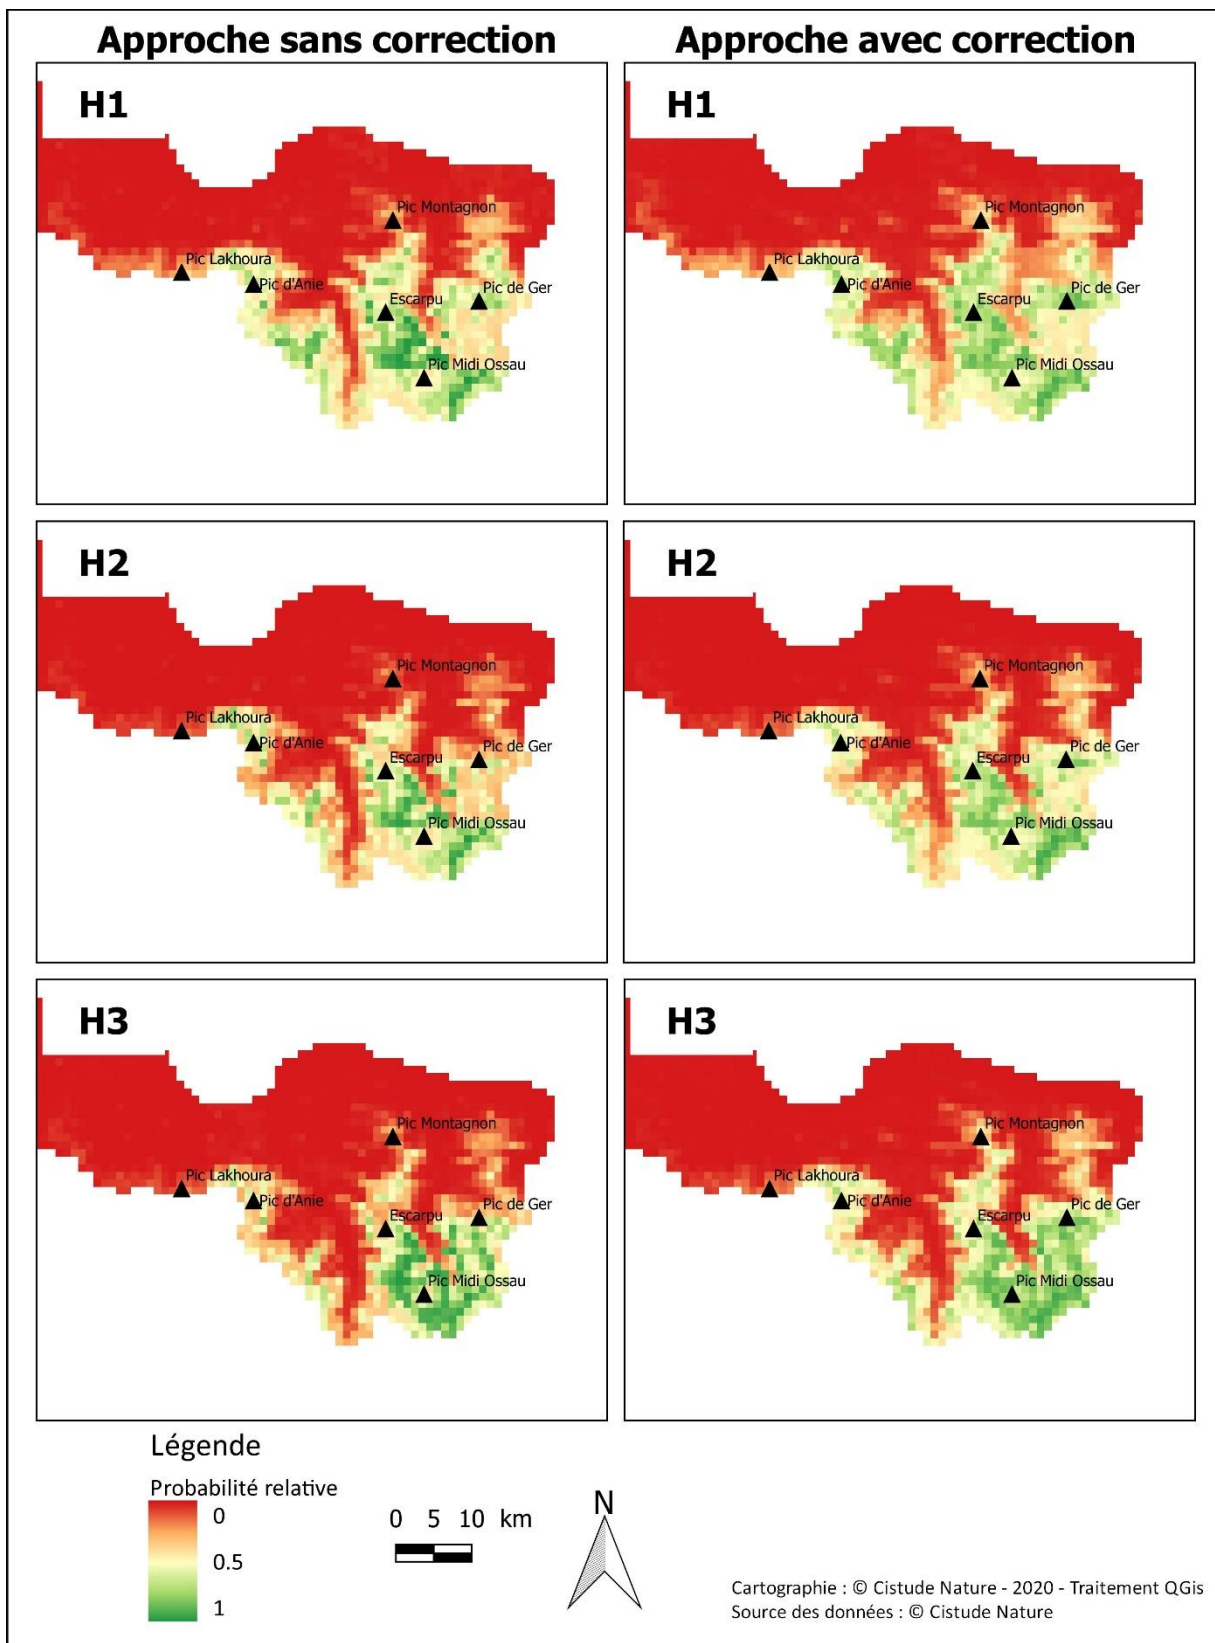 Approche sans correction
Approche avec correction
H1
Pic Montagnon
Pic Lakhoura
Pic d'Anie
Escarpu
Pic de Ger
Pic Midi Ossau
H1
Pic Montagnon
Pic Lakhoura
Pic d'Anie
Escarpu
Pic de Ger
Pic Midi Ossau
H2
Pic Montagnon
Pic Lakhoura
Pic d'Anie
Escarpu
Pic de Ger
Pic Midi Ossau
H2
Pic Montagnon
Pic Lakhoura
Pic d'Anie
Escarpu
Pic de Ger
Pic Midi Ossau
H3
Pic Montagnon
Pic Lakhoura
Pic d'Anie
Escarpu
Pic de Ger
Pic Midi Ossau
H3
Pic Montagnon
Pic Lakhoura
Pic d'Anie
Escarpu
Pic de Ger
Pic Midi Ossau
Légende
Probabilité relative
0
0.5
1
0 5 10 km
N
Cartographie : © Cistude Nature - 2020 - Traitement QGis
Source des données : © Cistude Nature